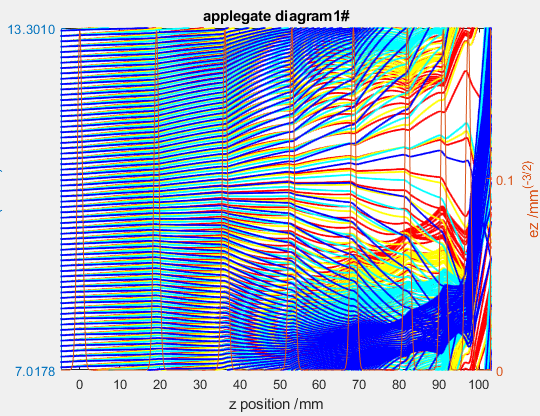 applegate diagram1#
13.3010
0.1
ez /mm(-3/2)
7.0178
0
0 10 20 30 40 50 60 70 80 90 100
z position /mm